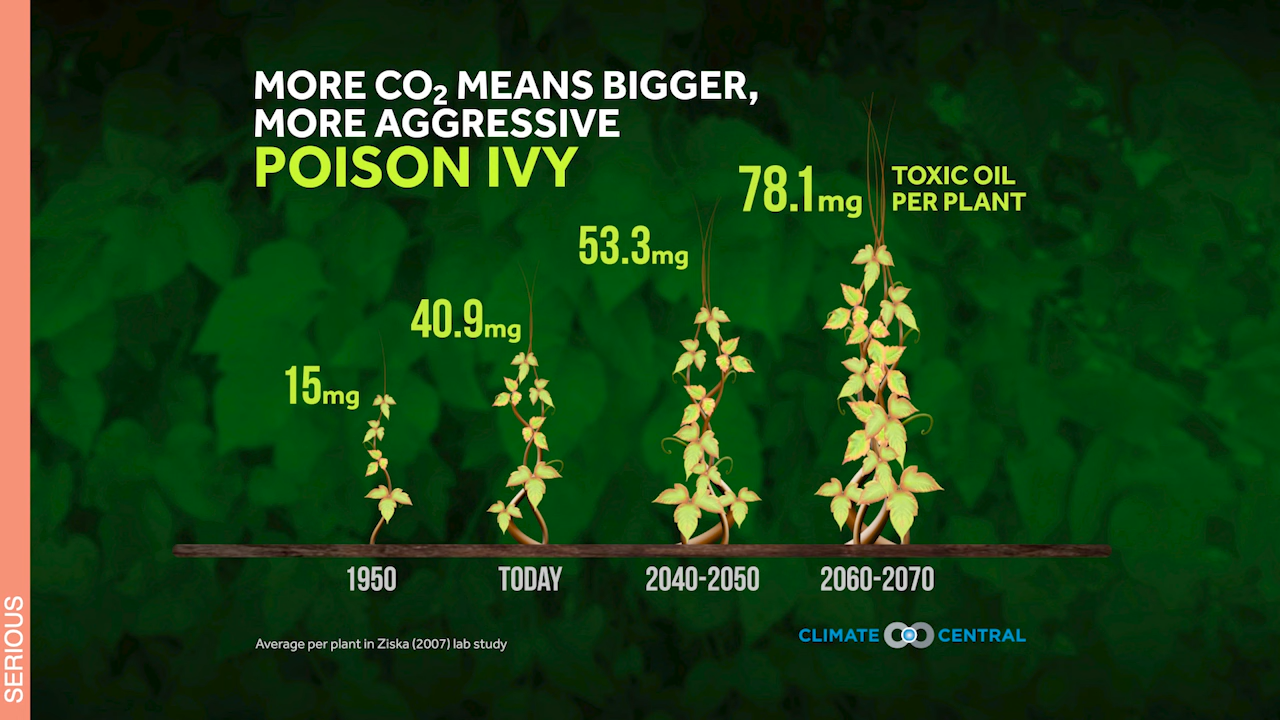 MORE CO₂ MEANS BIGGER,
MORE AGGRESSIVE
POISON IVY
78.1mg
TOXIC OIL
PER PLANT
53.3mg
40.9mg
15mg
1950
TODAY
2040-2050
2060-2070
Average per plant in Ziska (2007) lab study
CLIMATE CENTRAL
SERIOUS